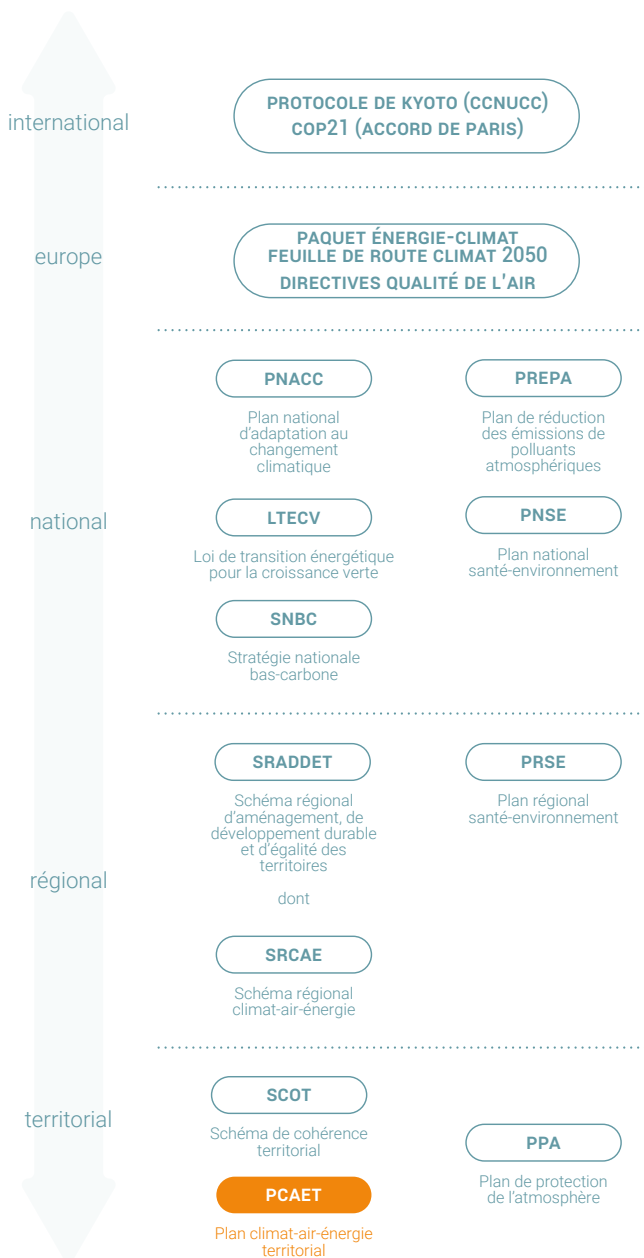 international
PROTOCOLE DE KYOTO (CCNUCC)
COP21 (ACCORD DE PARIS)
europe
PAQUET ÉNERGIE-CLIMAT
FEUILLE DE ROUTE CLIMAT 2050
DIRECTIVES QUALITÉ DE L'AIR
national
PNACC
Plan national
d'adaptation au
changement
climatique
PREPA
Plan de réduction
des émissions de
polluants
atmosphériques
LTECV
Loi de transition énergétique
pour la croissance verte
PNSE
Plan national
santé-environnement
SNBC
Stratégie nationale
bas-carbone
régional
SRADDET
Schéma régional
d'aménagement, de
développement durable
et d'égalité des
territoires
dont
PRSE
Plan régional
santé-environnement
SRCAE
Schéma régional
climat-air-énergie
territorial
SCOT
Schéma de cohérence
territorial
PPA
Plan de protection
de l'atmosphère
PCAET
Plan climat-air-énergie
territorial